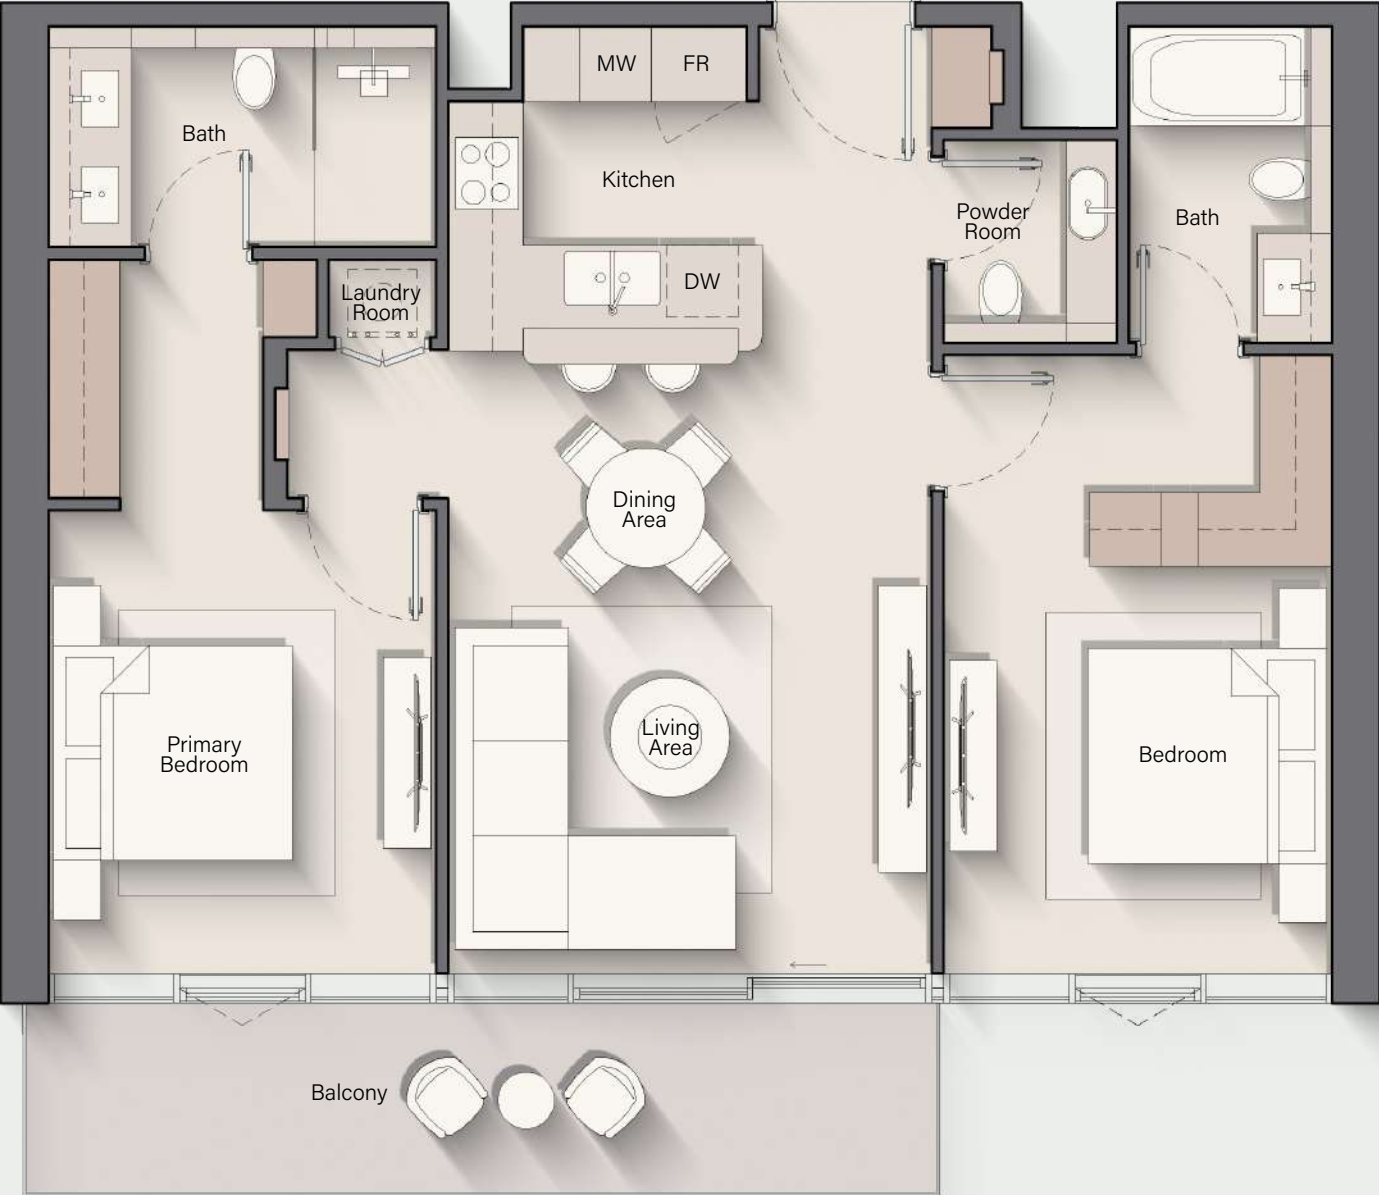 MW
FR
Bath
Kitchen
Powder
Room
Bath
Laundry
Room
DW
Dining
Area
Living
Area
Primary
Bedroom
Bedroom
Balcony